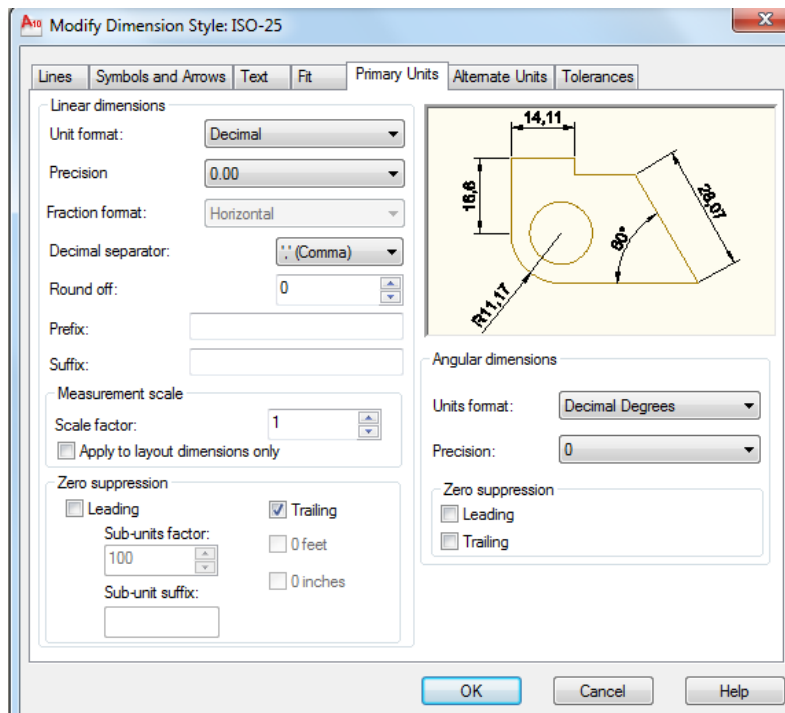 A10 Modify Dimension Style: ISO-25
X
Lines Symbols and Arrows Text Fit Primary Units Alternate Units Tolerances
Linear dimensions
Unit format: Decimal
Precision 0.00
Fraction format: Horizontal
Decimal separator: ',' (Comma)
Round off: 0
Prefix:
Suffix:
Measurement scale
Scale factor: 1
Apply to layout dimensions only
Zero suppression
Leading Trailing
Sub-units factor: 0 feet
100
0 inches
Sub-unit suffix:
14,11
16,6
28,07
60°
R11,17
Angular dimensions
Units format: Decimal Degrees
Precision: 0
Zero suppression
Leading
Trailing
OK Cancel Help